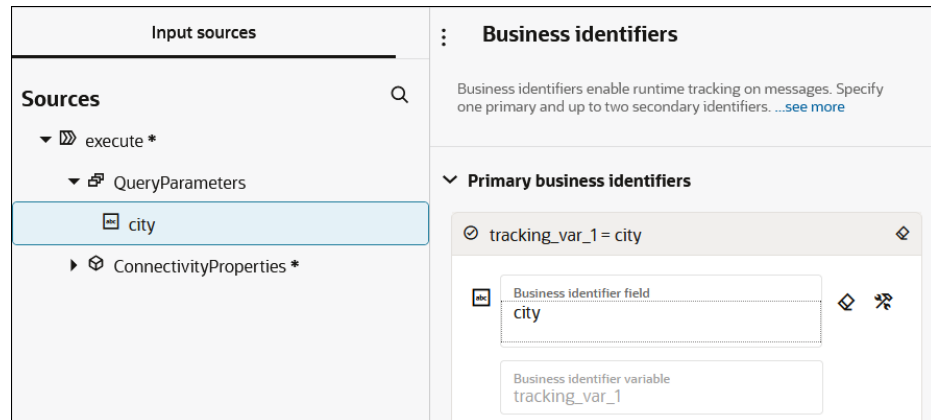 Input sources
Sources
execute *
QueryParameters
abc city
ConnectivityProperties *
Business identifiers
Business identifiers enable runtime tracking on messages. Specify
one primary and up to two secondary identifiers. ...see more
Primary business identifiers
tracking_var_1 = city
abc
Business identifier field
city
Business identifier variable
tracking_var_1